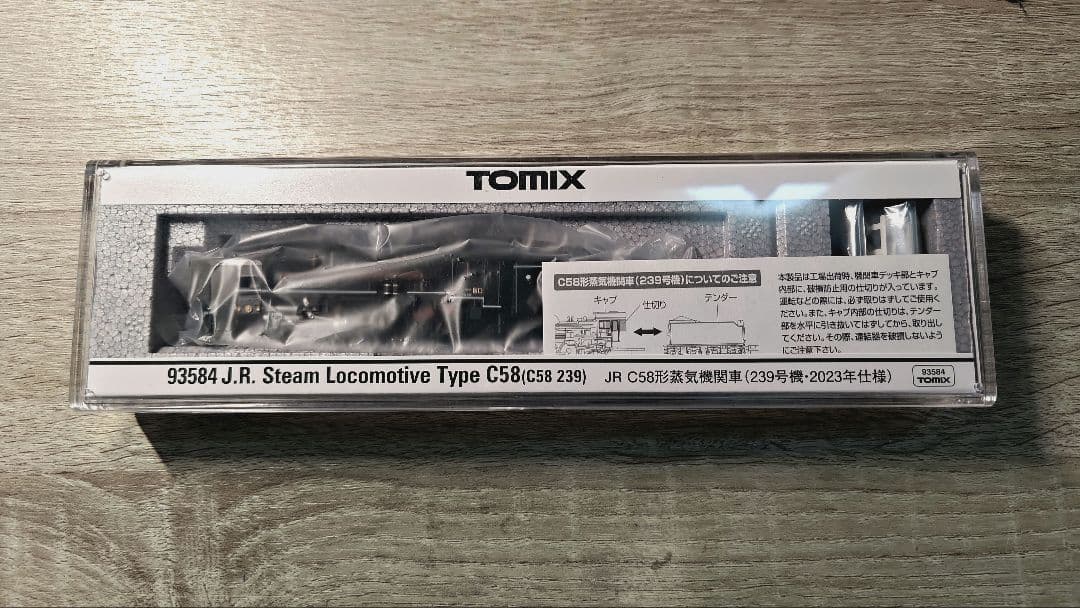 TOMIX
C58形蒸気機関車(239号機)についてのご注意
キャブ
仕切り
テンダー
本製品は工場出荷時、機関車デッキ部とキャブ
内部に、破損防止用の仕切りが入っています。
運転などの際には、必ず取りはずしてご使用く
ださい。また、キャブ内部の仕切りは、テンダー
部を水平に引き抜いてはずしてから、取り出し
てください。その際、連結器を破損しないよう
にご注意下さい。
93584 J.R. Steam Locomotive Type C58(C58 239)
JR C58形蒸気機関車(239号機・2023年仕様)
93584
TOMIX